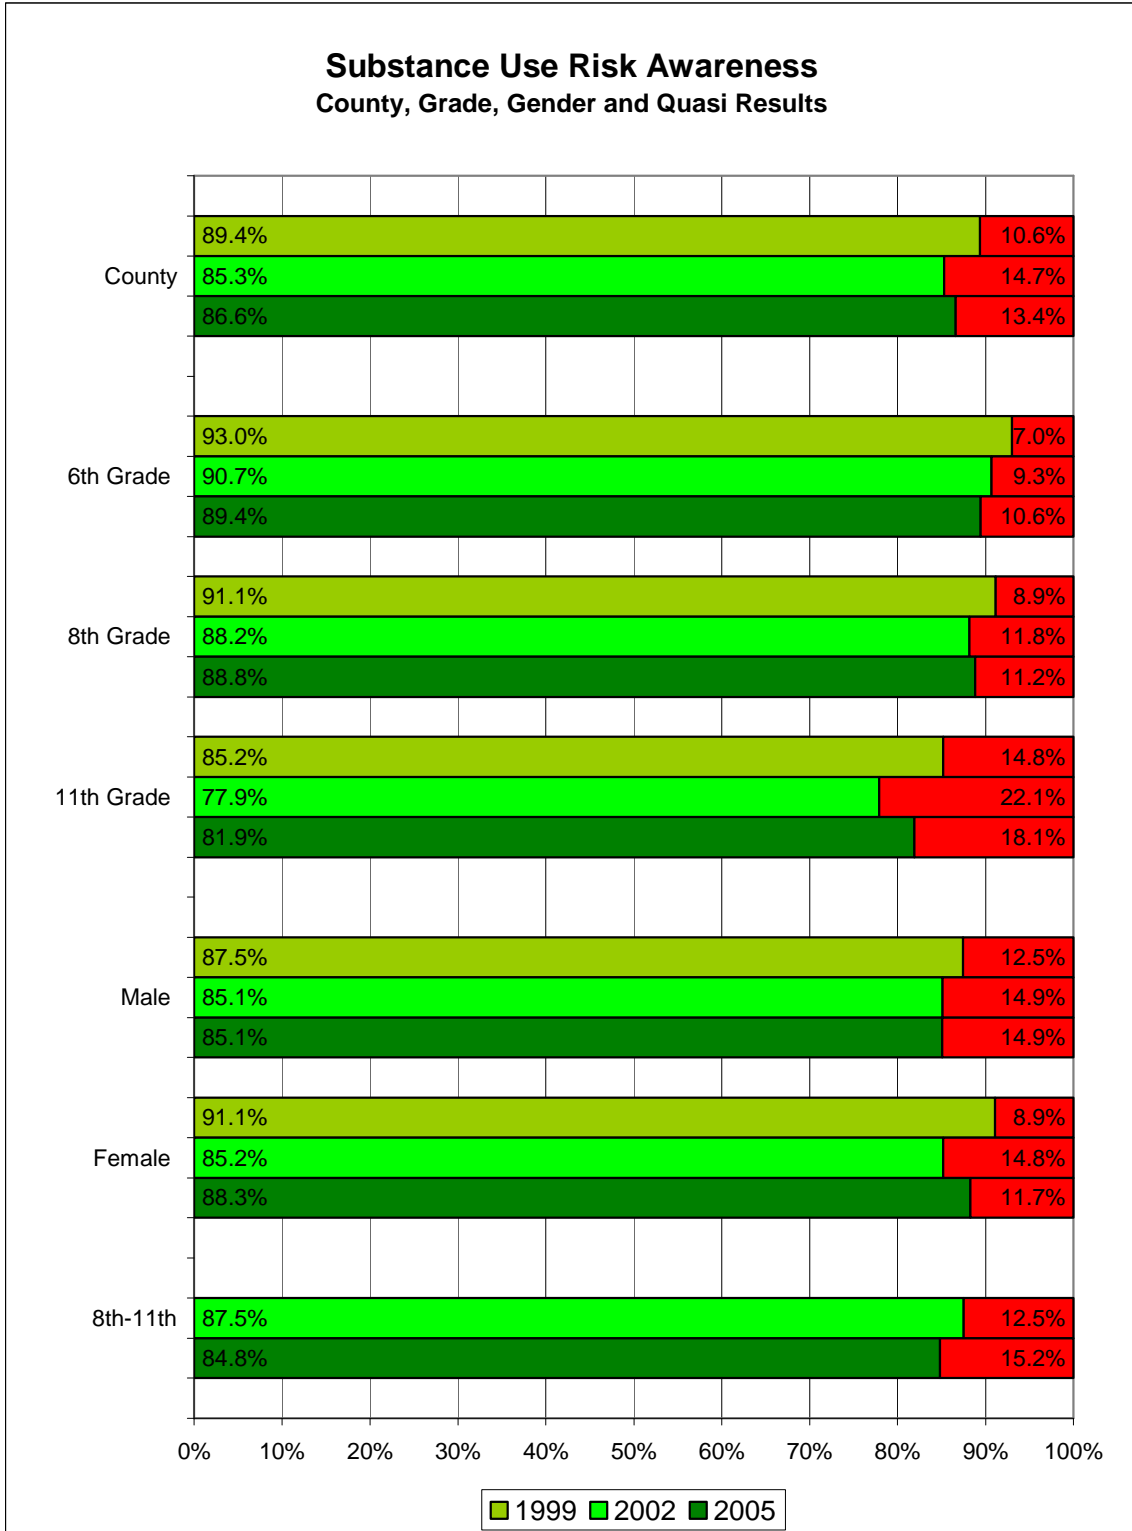 Substance Use Risk Awareness
County, Grade, Gender and Quasi Results
89.4% 10.6%
County 85.3% 14.7%
86.6% 13.4%
93.0% 7.0%
6th Grade 90.7% 9.3%
89.4% 10.6%
91.1% 8.9%
8th Grade 88.2% 11.8%
88.8% 11.2%
85.2% 14.8%
11th Grade 77.9% 22.1%
81.9% 18.1%
87.5% 12.5%
Male 85.1% 14.9%
85.1% 14.9%
91.1% 8.9%
Female 85.2% 14.8%
88.3% 11.7%
8th-11th 87.5% 12.5%
84.8% 15.2%
0% 10% 20% 30% 40% 50% 60% 70% 80% 90% 100%
1999 2002 2005